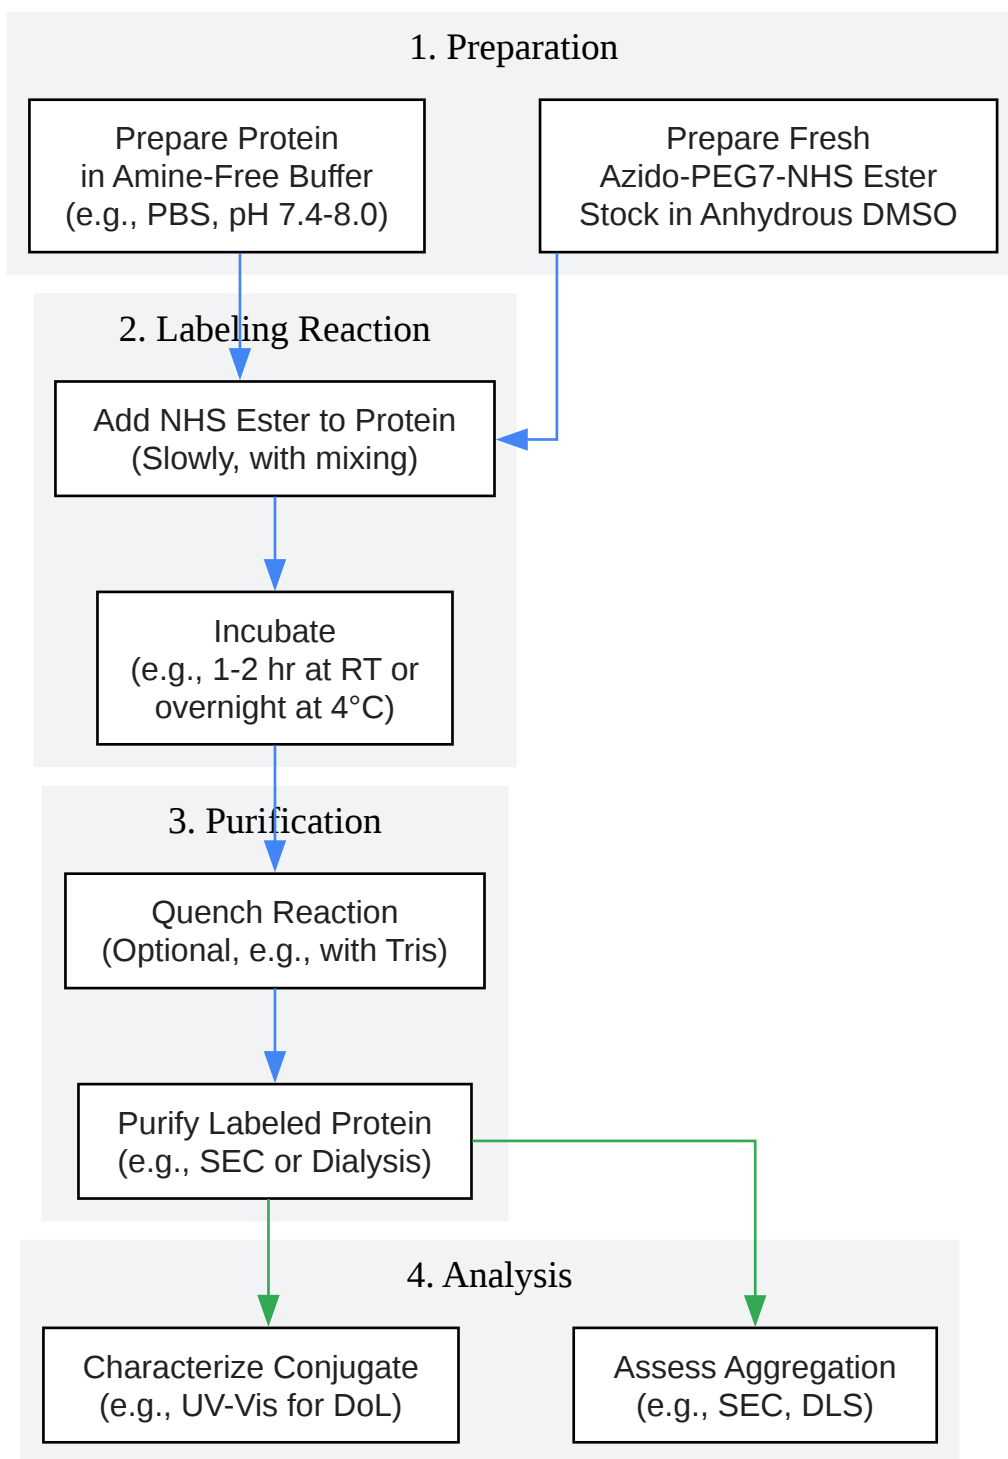 1. Preparation
Prepare Protein
in Amine-Free Buffer
(e.g., PBS, pH 7.4-8.0)
Prepare Fresh
Azido-PEG7-NHS Ester
Stock in Anhydrous DMSO
2. Labeling Reaction
Add NHS Ester to Protein
(Slowly, with mixing)
Incubate
(e.g., 1-2 hr at RT or
overnight at 4°C)
3. Purification
Quench Reaction
(Optional, e.g., with Tris)
Purify Labeled Protein
(e.g., SEC or Dialysis)
4. Analysis
Characterize Conjugate
(e.g., UV-Vis for DoL)
Assess Aggregation
(e.g., SEC, DLS)